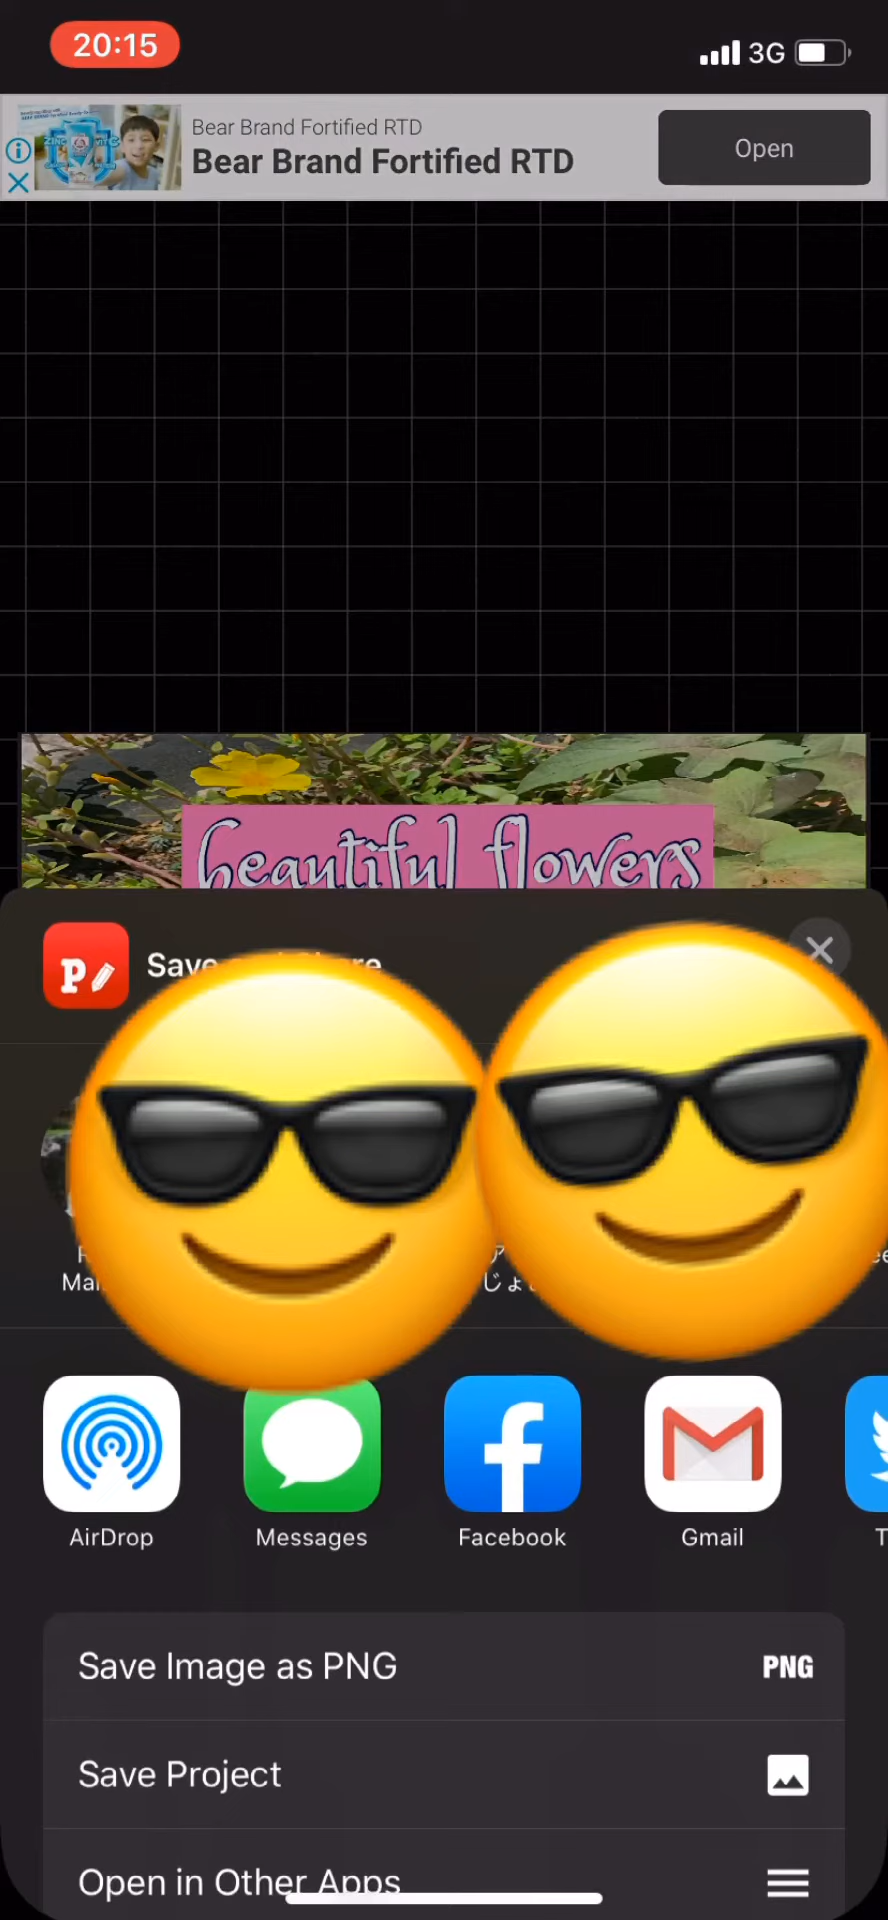 20:15
3G
Bear Brand Fortified RTD
Bear Brand Fortified RTD
Open
beautiful flowers
P
AirDrop
Messages
Facebook
Gmail
Save Image as PNG
PNG
Save Project
Open in Other Apps